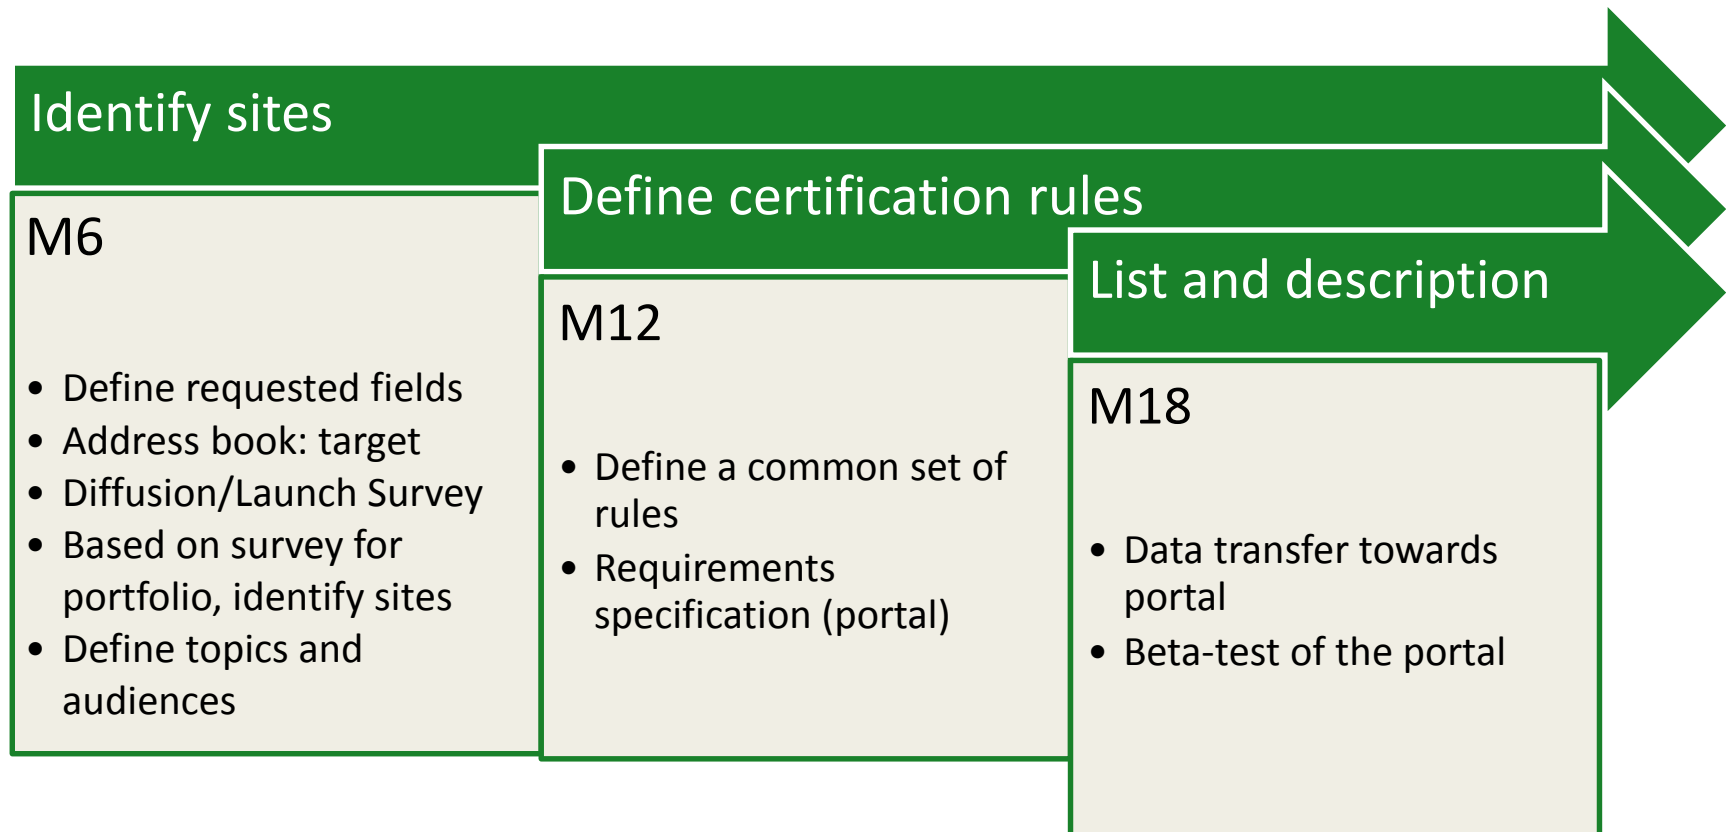 Identify sites
M6
• Define requested fields
• Address book: target
• Diffusion/Launch Survey
• Based on survey for
portfolio, identify sites
• Define topics and
audiences
Define certification rules
M12
• Define a common set of
rules
• Requirements
specification (portal)
List and description
M18
• Data transfer towards
portal
• Beta-test of the portal